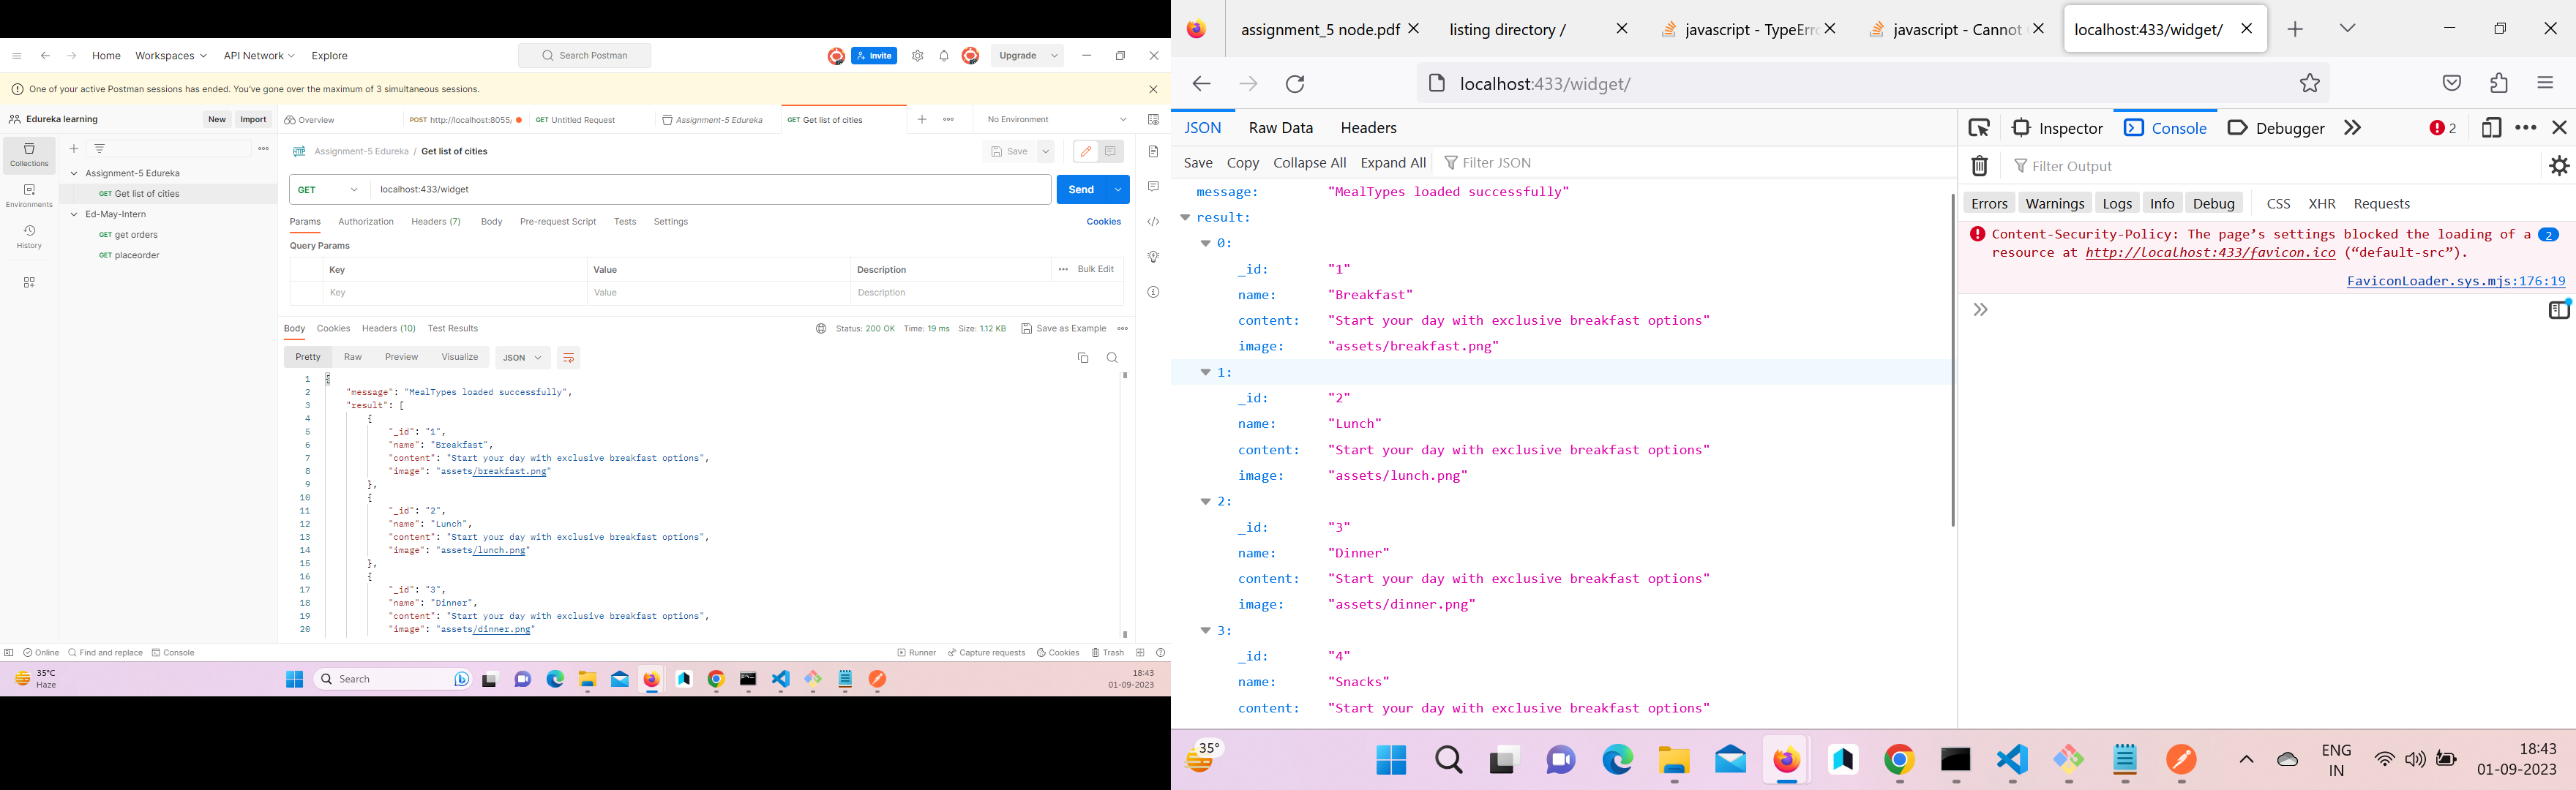 Home
Workspaces
API Network
Explore
Search Postman
Invite
Upgrade
One of your active Postman sessions has ended. You've gone over the maximum of 3 simultaneous sessions.
Edureka learning
New
Import
Overview
POST http://localhost:8055/
GET Untitled Request
Assignment-5 Edureka
GET Get list of cities
No Environment
Collections
Environments
History
Assignment-5 Edureka
GET Get list of cities
Ed-May-Intern
GET get orders
GET placeorder
HTTP Assignment-5 Edureka / Get list of cities
Save
GET localhost:433/widget
Send
Params Authorization Headers (7) Body Pre-request Script Tests Settings Cookies
Query Params
Key Value Description Bulk Edit
Key Value Description
Body Cookies Headers (10) Test Results
Status: 200 OK Time: 19 ms Size: 1.12 KB Save as Example
Pretty Raw Preview Visualize JSON
1 {
2 "message": "MealTypes loaded successfully",
3 "result": [
4 {
5 "_id": "1",
6 "name": "Breakfast",
7 "content": "Start your day with exclusive breakfast options",
8 "image": "assets/breakfast.png"
9 },
10 {
11 "_id": "2",
12 "name": "Lunch",
13 "content": "Start your day with exclusive breakfast options",
14 "image": "assets/lunch.png"
15 },
16 {
17 "_id": "3",
18 "name": "Dinner",
19 "content": "Start your day with exclusive breakfast options",
20 "image": "assets/dinner.png"
Online Find and replace Console
Runner Capture requests Cookies Trash
35°C
Haze
Search
18:43
01-09-2023
assignment_5 node.pdf
listing directory /
javascript - TypeErro
javascript - Cannot
localhost:433/widget/
localhost:433/widget/
JSON Raw Data Headers
Save Copy Collapse All Expand All Filter JSON
message: "MealTypes loaded successfully"
result:
0:
_id: "1"
name: "Breakfast"
content: "Start your day with exclusive breakfast options"
image: "assets/breakfast.png"
1:
_id: "2"
name: "Lunch"
content: "Start your day with exclusive breakfast options"
image: "assets/lunch.png"
2:
_id: "3"
name: "Dinner"
content: "Start your day with exclusive breakfast options"
image: "assets/dinner.png"
3:
_id: "4"
name: "Snacks"
content: "Start your day with exclusive breakfast options"
Inspector Console Debugger 2
Filter Output
Errors Warnings Logs Info Debug CSS XHR Requests
Content-Security-Policy: The page's settings blocked the loading of a 2
resource at http://localhost:433/favicon.ico ("default-src").
FaviconLoader.sys.mjs:176:19
35°
ENG
IN
18:43
01-09-2023